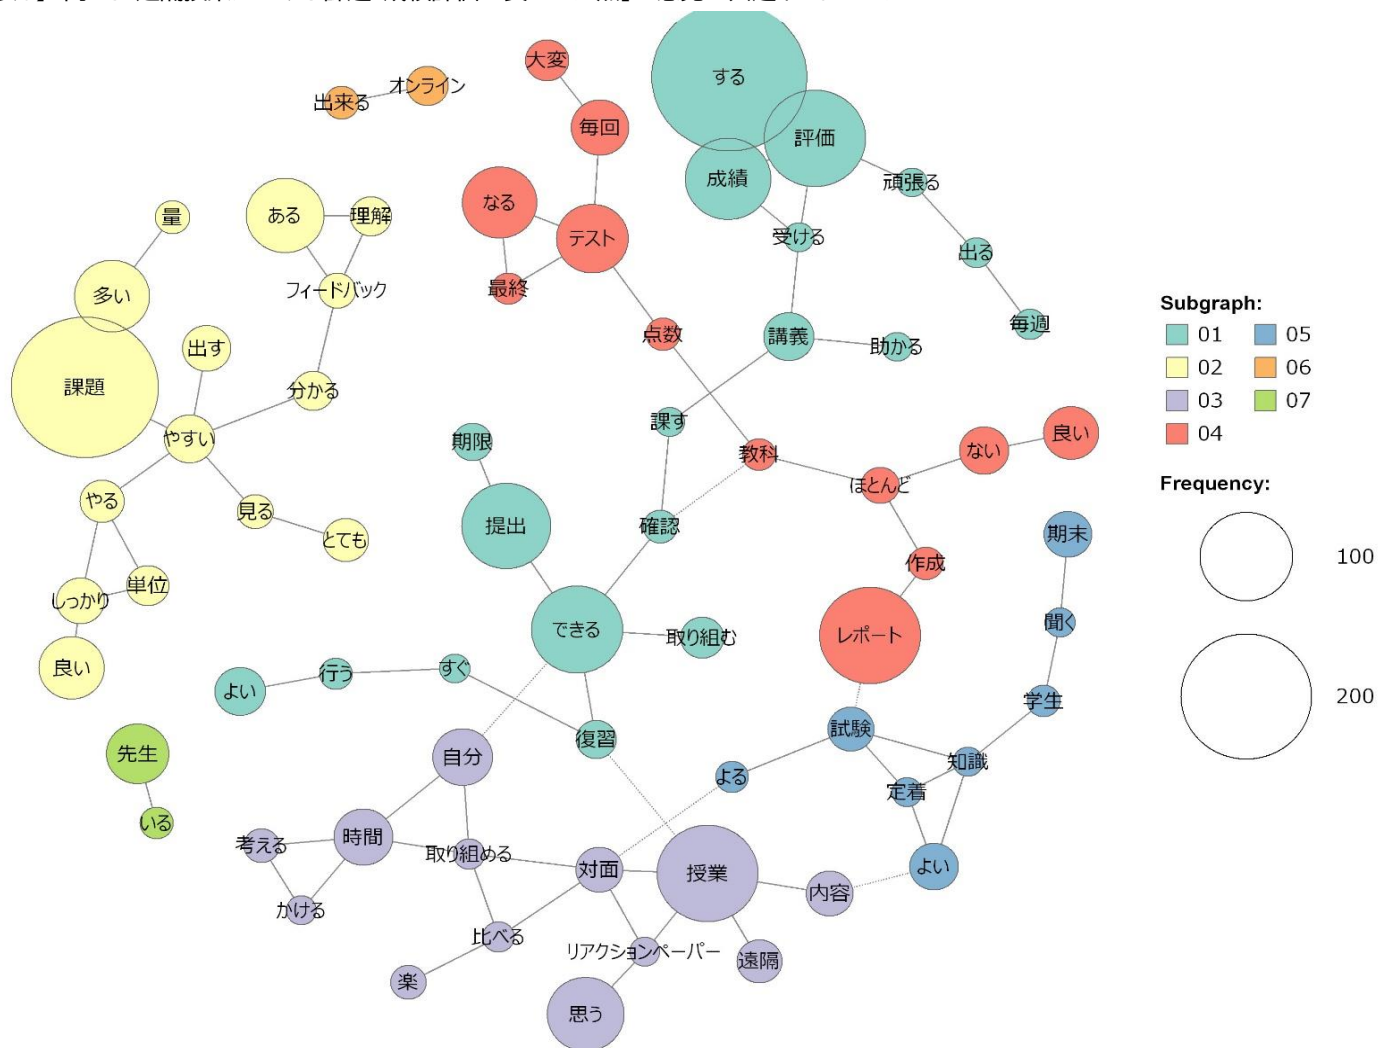 大変
する
オンライン
出来る
毎回
評価
成績
頑張る
量
ある
理解
なる
テスト
受ける
出る
多い
フィードバック
最終
毎週
点数
講義
助かる
出す
課題
分かる
やすい
課す
期限
教科
ない
良い
ほとんど
やる
見る
とても
提出
確認
期末
作成
単位
しっかり
できる
取り組む
レポート
聞く
良い
よい
行う
すぐ
学生
先生
自分
復習
試験
知識
よる
定着
いる
考える
時間
取り組める
対面
授業
内容
よい
かける
比べる
リアクションペーパー
遠隔
楽
思う
Subgraph:
01 05
02 06
03 07
04
Frequency:
100
200